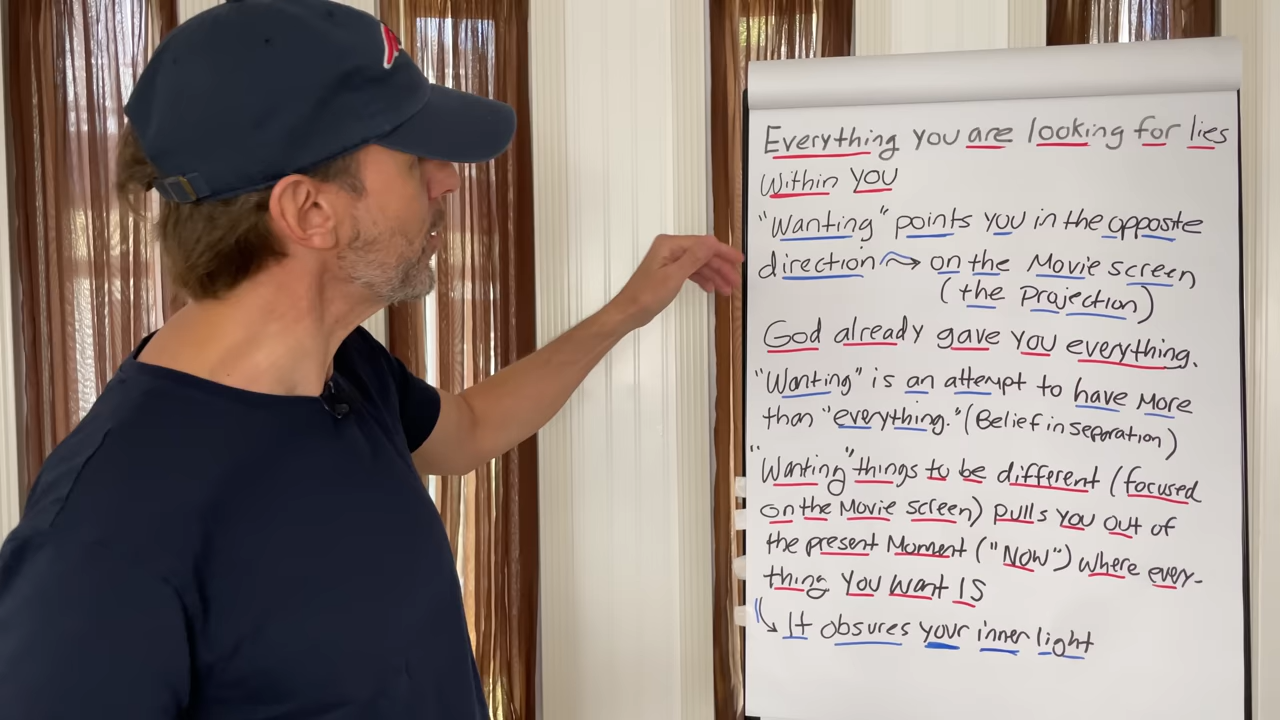 Everything you are looking for lies
Within you
"Wanting" points you in the opposite
direction → on the Movie screen
(the projection)
God already gave you everything.
"Wanting" is an attempt to have more
than "everything." (Belief in separation)
"Wanting" things to be different (focused
on the Movie screen) pulls you out of
the present Moment ("Now") where every-
thing you want IS
↳ It obsures your inner light